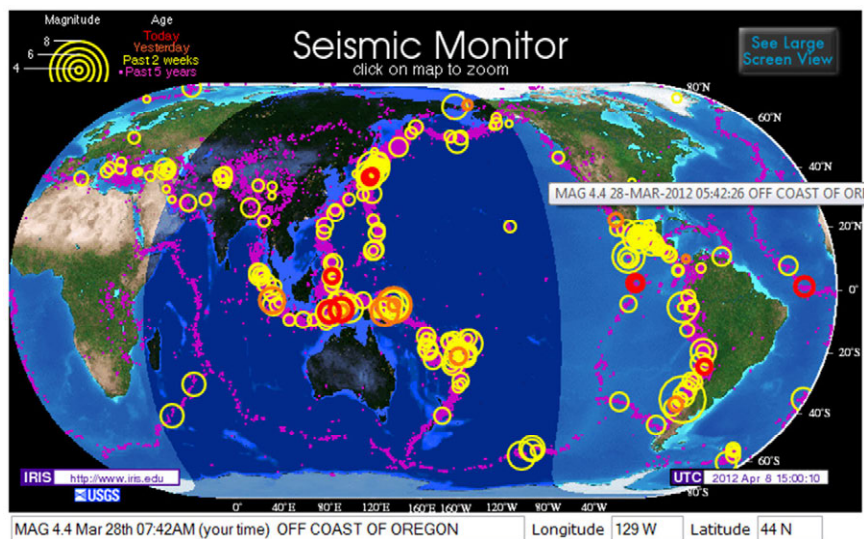 Magnitude
Age
8
6
4
Today
Yesterday
Past 2 weeks
Past 5 years
Seismic Monitor
click on map to zoom
See Large
Screen View
80°N
60°N
40°N
MAG 4.4 28-MAR-2012 05:42:26 OFF COAST OF ORE
20°N
0°
20°S
40°S
60°S
80°S
IRIS http://www.iris.edu
USGS
UTC 2012 Apr 8 15:00:10
0° 40°E 80°E 120°E 160°E 160°W 120°W 80°W 40°W
MAG 4.4 Mar 28th 07:42AM (your time) OFF COAST OF OREGON Longitude 129 W Latitude 44 N